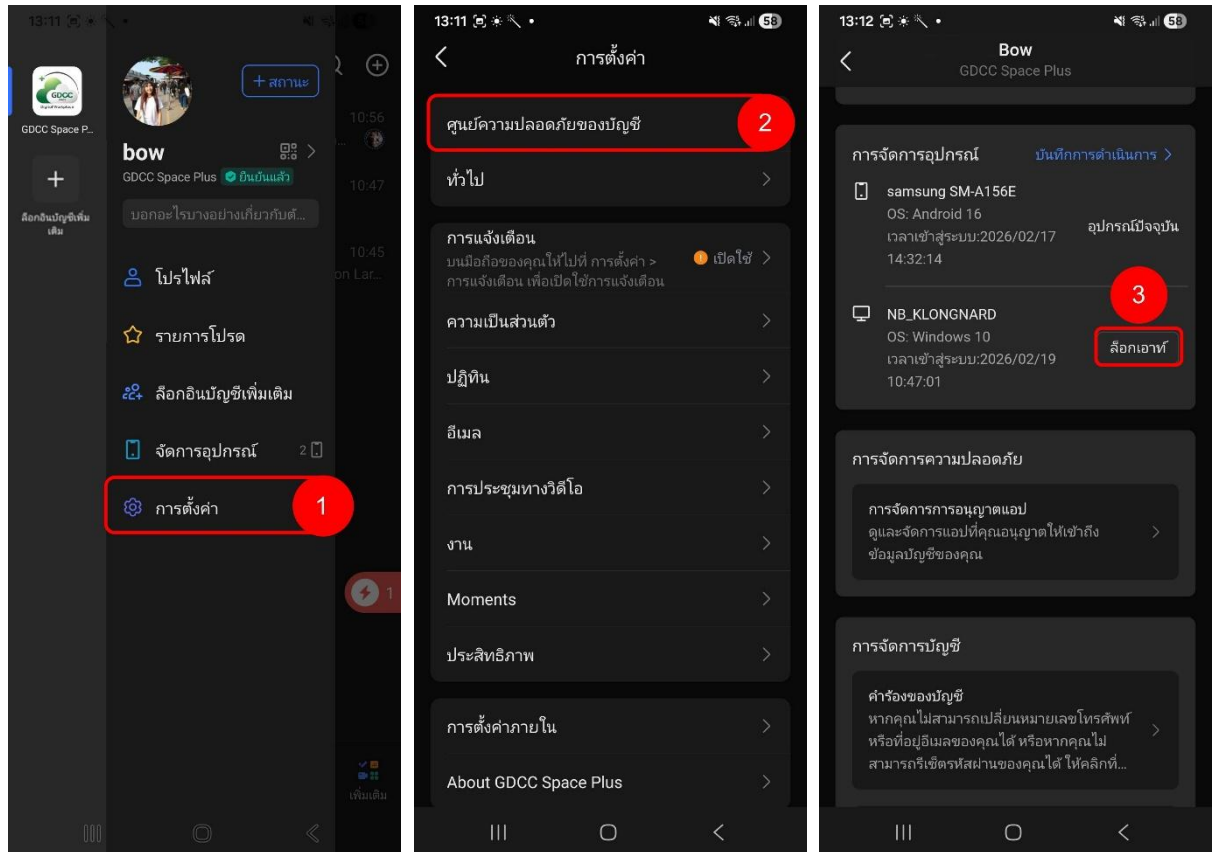 13:11
GDCC
GDCC Space P...
ล็อกอินบัญชีเพิ่ม
เติม
+ สถานะ
bow
GDCC Space Plus ยืนยันแล้ว
บอกอะไรบางอย่างเกี่ยวกับตั...
โปรไฟล์
รายการโปรด
ล็อกอินบัญชีเพิ่มเติม
จัดการอุปกรณ์ 2
การตั้งค่า
1
10:56
10:47
10:45
on Lar...
1
เพิ่มเติม
13:11 58
การตั้งค่า
ศูนย์ความปลอดภัยของบัญชี
2
ทั่วไป
การแจ้งเตือน
บนมือถือของคุณให้ไปที่ การตั้งค่า >
การแจ้งเตือน เพื่อเปิดใช้การแจ้งเตือน
เปิดใช้
ความเป็นส่วนตัว
ปฏิทิน
อีเมล
การประชุมทางวิดีโอ
งาน
Moments
ประสิทธิภาพ
การตั้งค่าภายใน
About GDCC Space Plus
13:12 58
Bow
GDCC Space Plus
การจัดการอุปกรณ์ บันทึกการดำเนินการ >
samsung SM-A156E
OS: Android 16
เวลาเข้าสู่ระบบ:2026/02/17
14:32:14
อุปกรณ์ปัจจุบัน
3
NB_KLONGNARD
OS: Windows 10
เวลาเข้าสู่ระบบ:2026/02/19
10:47:01
ล็อกเอาท์
การจัดการความปลอดภัย
การจัดการการอนุญาตแอป
ดูและจัดการแอปที่คุณอนุญาตให้เข้าถึง
ข้อมูลบัญชีของคุณ
การจัดการบัญชี
คำร้องของบัญชี
หากคุณไม่สามารถเปลี่ยนหมายเลขโทรศัพท์
หรือที่อยู่อีเมลของคุณได้ หรือหากคุณไม่
สามารถรีเซ็ตรหัสผ่านของคุณได้ ให้คลิกที่...